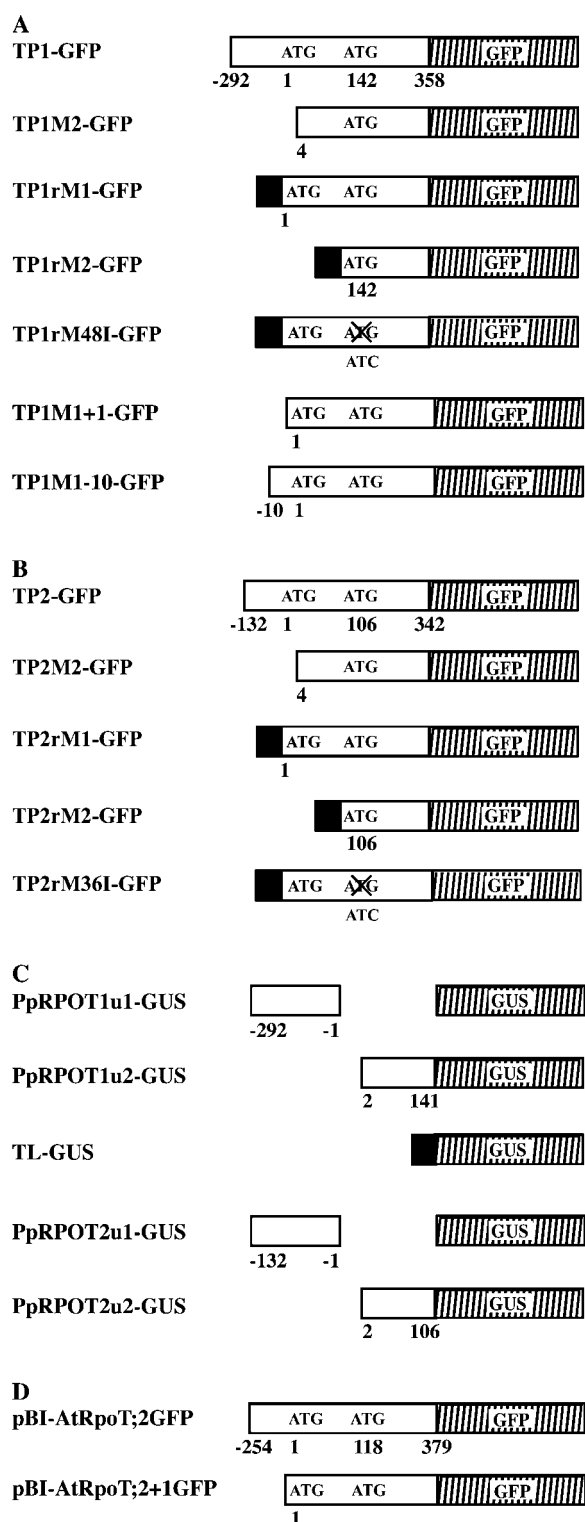 A
TP1-GFP ATG ATG GFP
-292 1 142 358
TP1M2-GFP ATG GFP
4
TP1rM1-GFP ATG ATG GFP
1
TP1rM2-GFP ATG GFP
142
TP1rM48I-GFP ATG ATG GFP
ATC
TP1M1+1-GFP ATG ATG GFP
1
TP1M1-10-GFP ATG ATG GFP
-10 1
B
TP2-GFP ATG ATG GFP
-132 1 106 342
TP2M2-GFP ATG GFP
4
TP2rM1-GFP ATG ATG GFP
1
TP2rM2-GFP ATG GFP
106
TP2rM36I-GFP ATG ATG GFP
ATC
C
PpRPOT1u1-GUS GUS
-292 -1
PpRPOT1u2-GUS GUS
2 141
TL-GUS GUS
PpRPOT2u1-GUS GUS
-132 -1
PpRPOT2u2-GUS GUS
2 106
D
pBI-AtRpoT;2GFP ATG ATG GFP
-254 1 118 379
pBI-AtRpoT;2+1GFP ATG ATG GFP
1